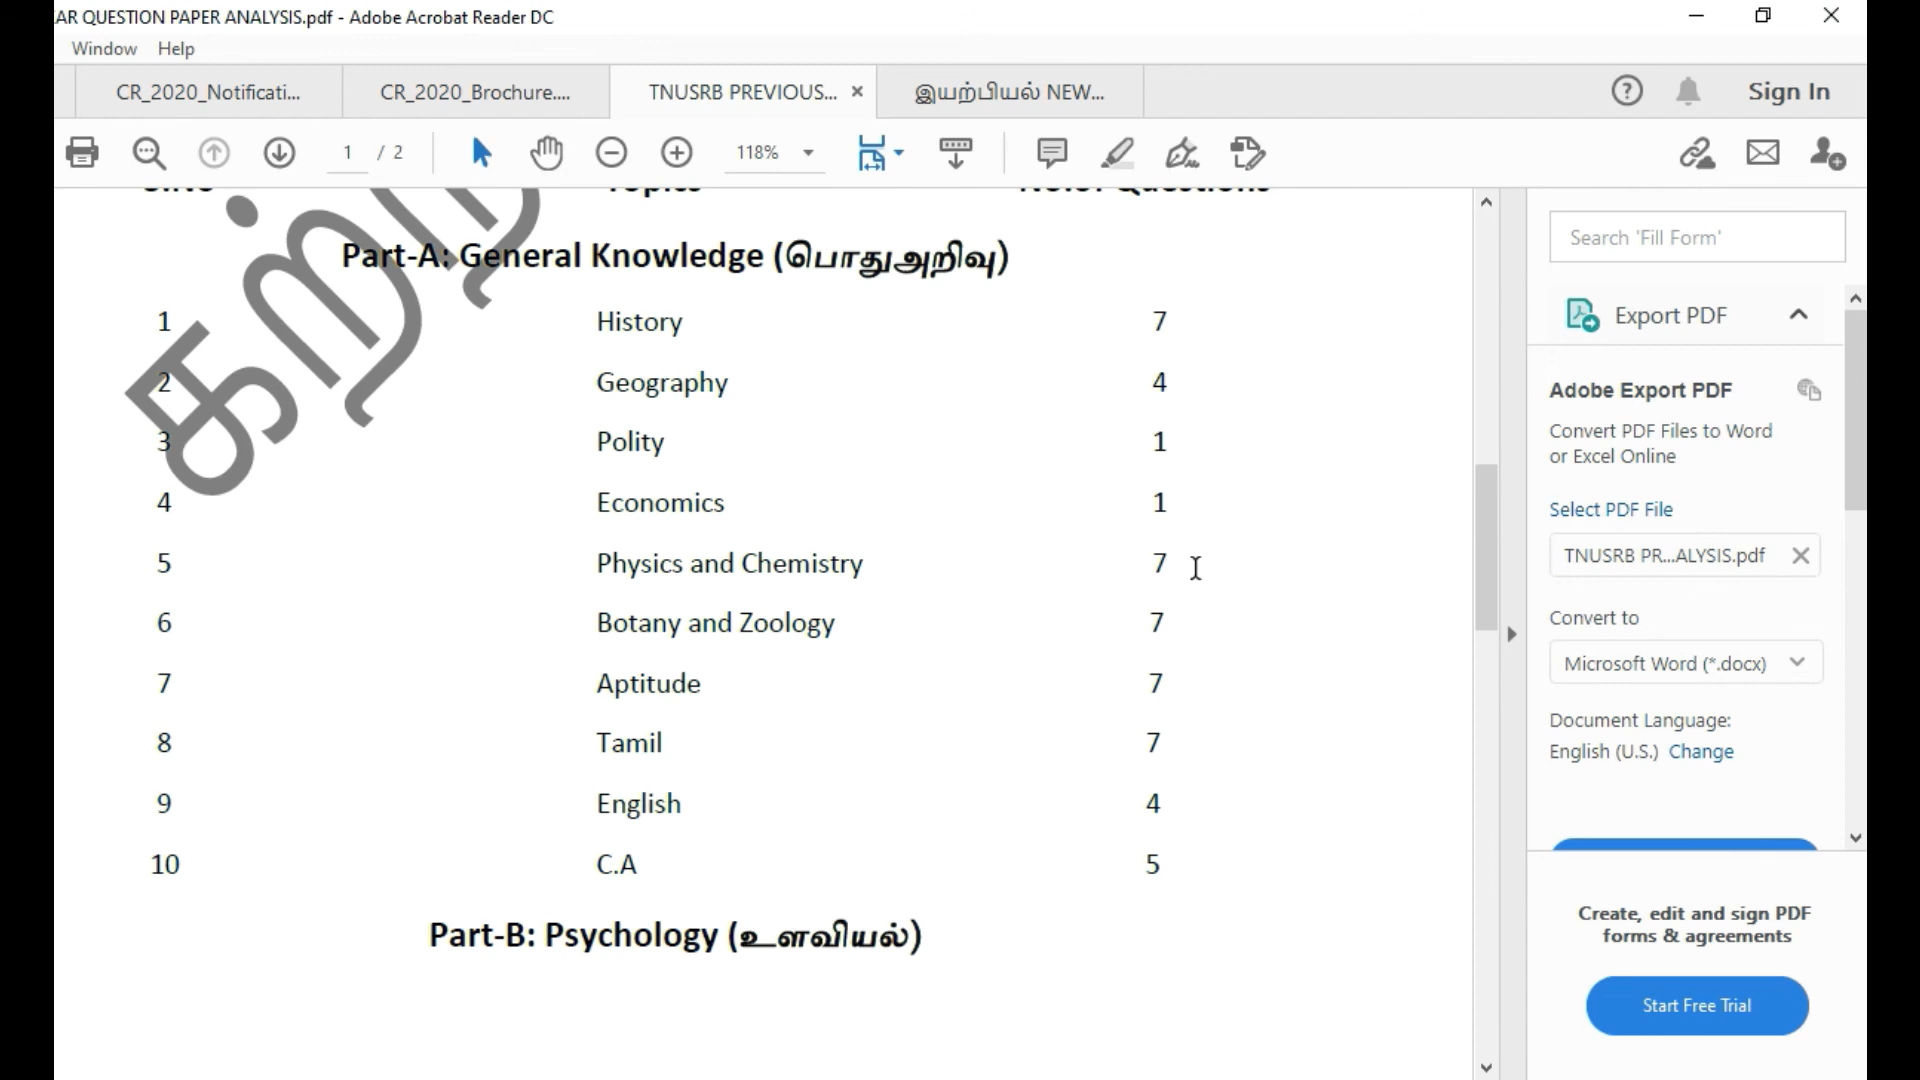 AR QUESTION PAPER ANALYSIS.pdf - Adobe Acrobat Reader DC
Window Help
CR_2020_Notificati... CR_2020_Brochure.... TNUSRB PREVIOUS... × இயற்பியல் NEW... Sign In
1 / 2 118%
S.No Topics No.of Questions
Part-A: General Knowledge (பொதுஅறிவு)
1 History 7
2 Geography 4
3 Polity 1
4 Economics 1
5 Physics and Chemistry 7
6 Botany and Zoology 7
7 Aptitude 7
8 Tamil 7
9 English 4
10 C.A 5
Part-B: Psychology (உளவியல்)
Search 'Fill Form'
Export PDF
Adobe Export PDF
Convert PDF Files to Word
or Excel Online
Select PDF File
TNUSRB PR...ALYSIS.pdf
Convert to
Microsoft Word (*.docx)
Document Language:
English (U.S.) Change
Create, edit and sign PDF
forms & agreements
Start Free Trial